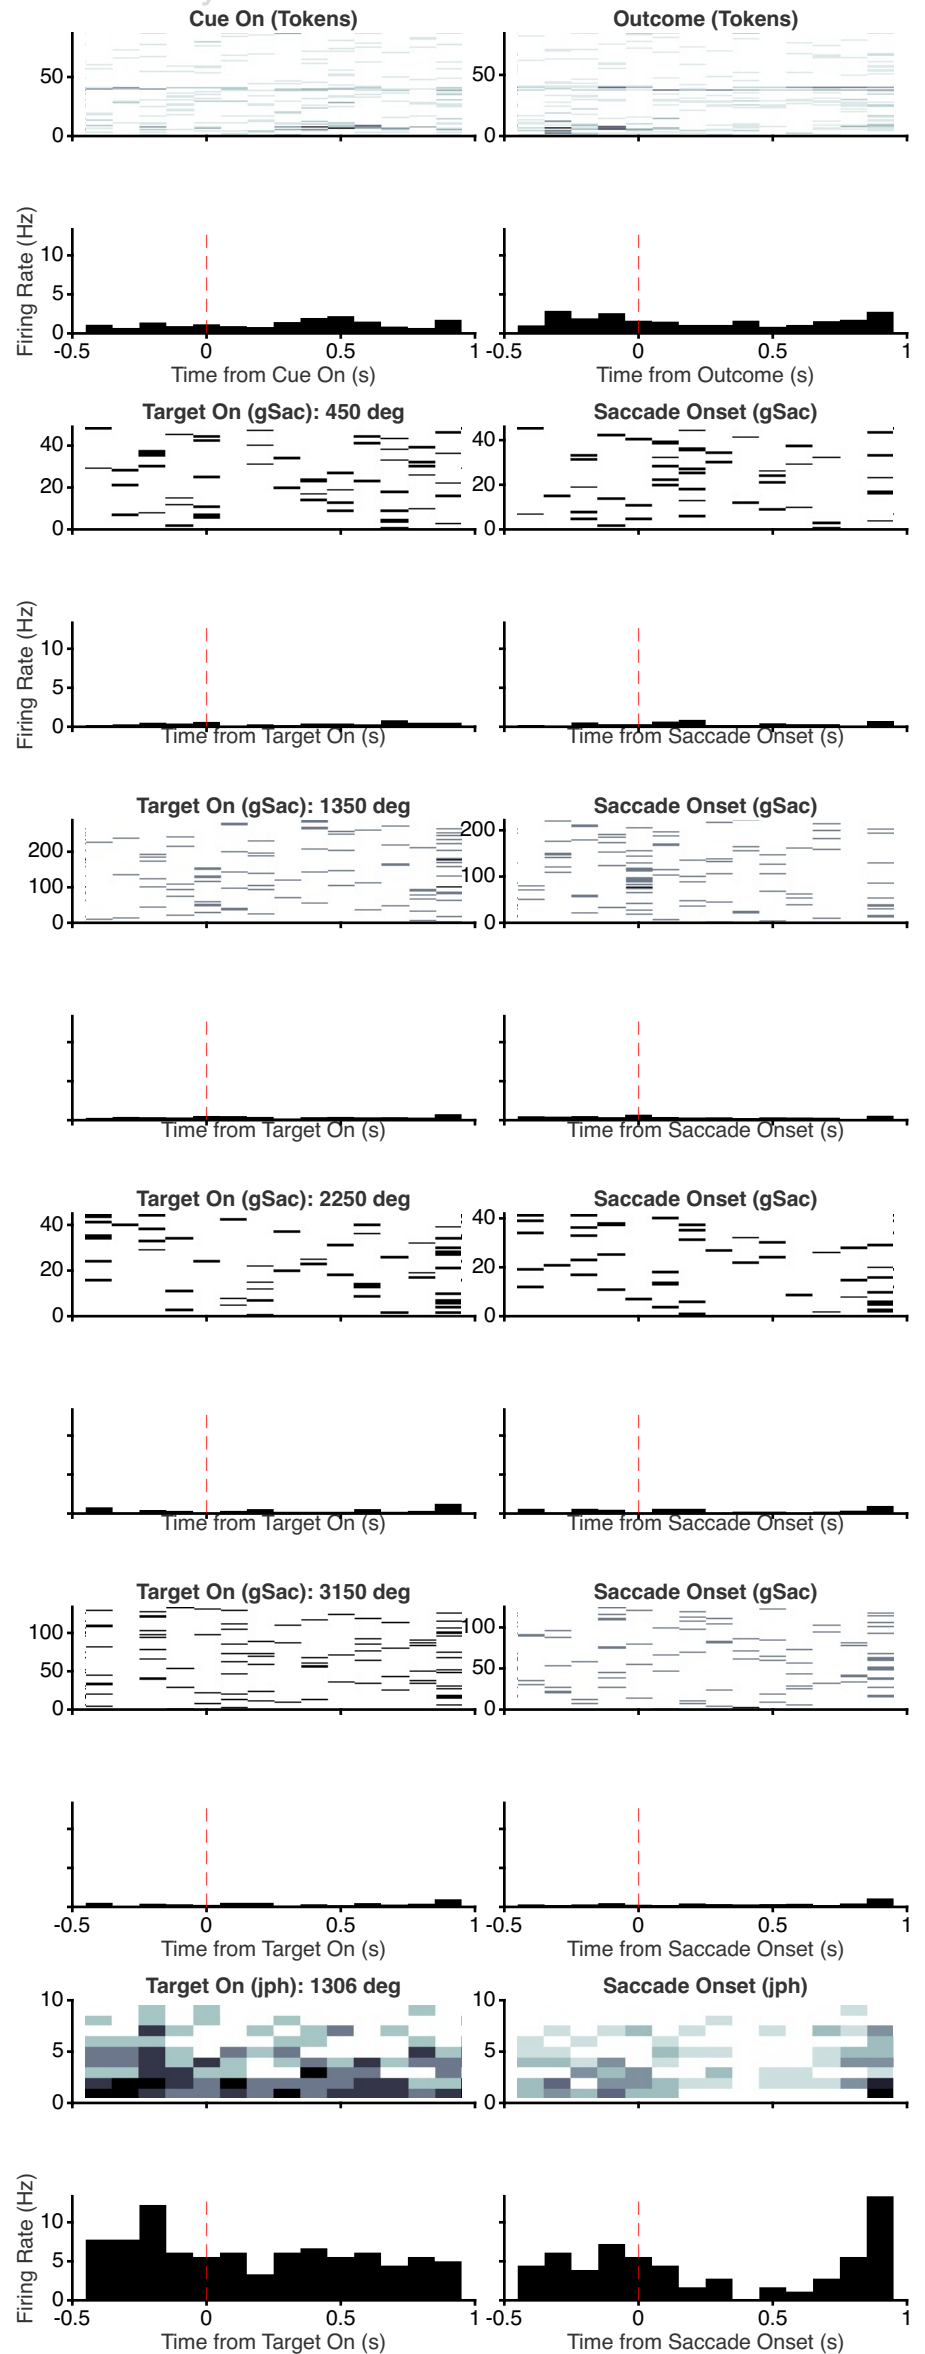 Cue On (Tokens)
Outcome (Tokens)
50
0
50
0
Firing Rate (Hz)
10
5
0
-0.5 0 0.5 1
Time from Cue On (s)
-0.5 0 0.5 1
Time from Outcome (s)
Target On (gSac): 450 deg
Saccade Onset (gSac)
40
20
0
40
20
0
Firing Rate (Hz)
10
5
0
Time from Target On (s)
Time from Saccade Onset (s)
Target On (gSac): 1350 deg
Saccade Onset (gSac)
200
100
0
200
100
0
Time from Target On (s)
Time from Saccade Onset (s)
Target On (gSac): 2250 deg
Saccade Onset (gSac)
40
20
0
40
20
0
Time from Target On (s)
Time from Saccade Onset (s)
Target On (gSac): 3150 deg
Saccade Onset (gSac)
100
50
0
100
50
0
-0.5 0 0.5 1
Time from Target On (s)
-0.5 0 0.5 1
Time from Saccade Onset (s)
Target On (jph): 1306 deg
Saccade Onset (jph)
10
5
0
10
5
0
Firing Rate (Hz)
10
5
0
-0.5 0 0.5 1
Time from Target On (s)
-0.5 0 0.5 1
Time from Saccade Onset (s)